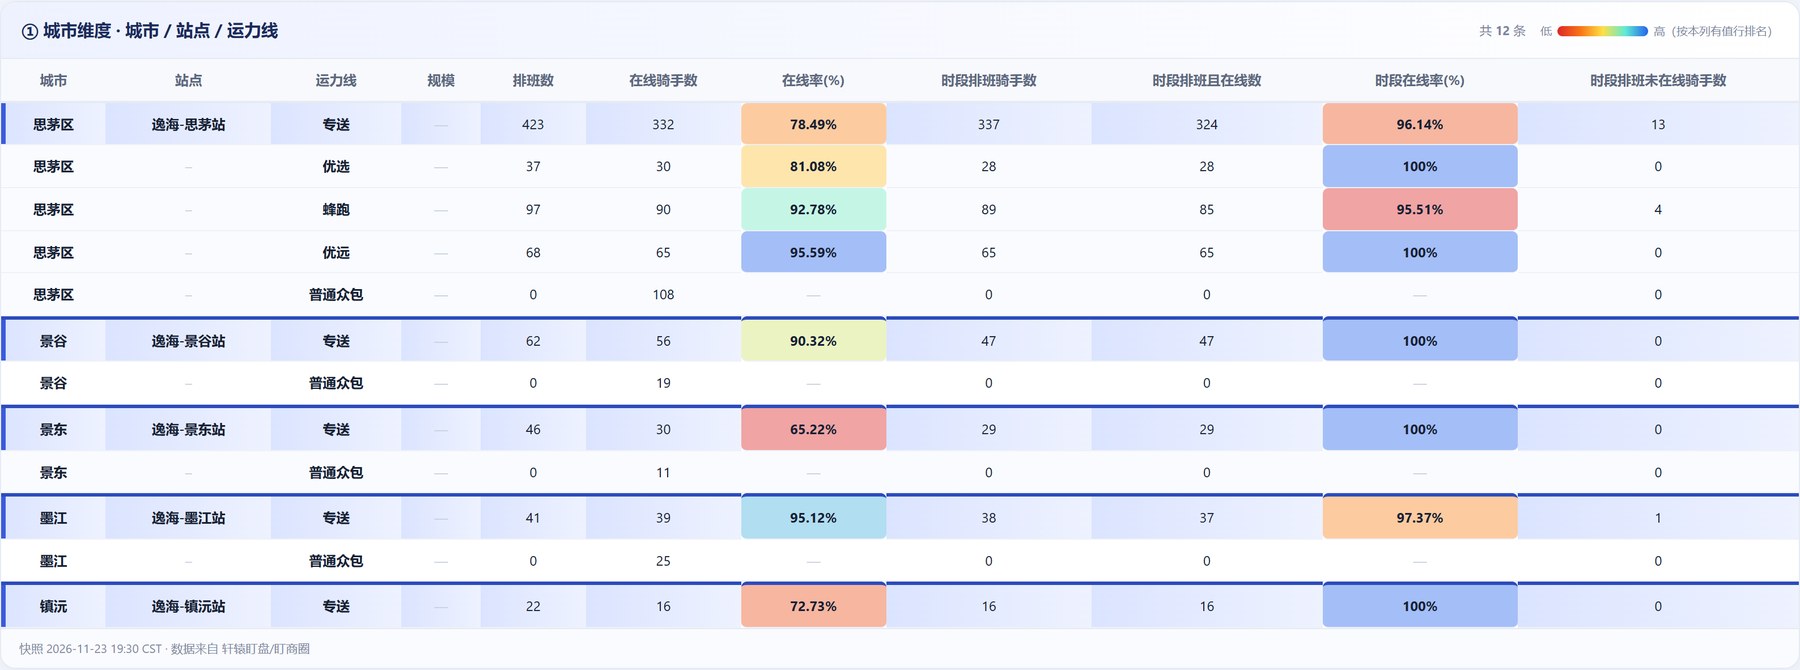 ① 城市维度 · 城市 / 站点 / 运力线
共 12 条 低 高 (按本列有值行排名)
城市 站点 运力线 规模 排班数 在线骑手数 在线率(%) 时段排班骑手数 时段排班且在线数 时段在线率(%) 时段排班未在线骑手数
思茅区 逸海-思茅站 专送 — 423 332 78.49% 337 324 96.14% 13
思茅区 – 优选 — 37 30 81.08% 28 28 100% 0
思茅区 – 蜂跑 — 97 90 92.78% 89 85 95.51% 4
思茅区 – 优远 — 68 65 95.59% 65 65 100% 0
思茅区 – 普通众包 — 0 108 — 0 0 — 0
景谷 逸海-景谷站 专送 — 62 56 90.32% 47 47 100% 0
景谷 – 普通众包 — 0 19 — 0 0 — 0
景东 逸海-景东站 专送 — 46 30 65.22% 29 29 100% 0
景东 – 普通众包 — 0 11 — 0 0 — 0
墨江 逸海-墨江站 专送 — 41 39 95.12% 38 37 97.37% 1
墨江 – 普通众包 — 0 25 — 0 0 — 0
镇沅 逸海-镇沅站 专送 — 22 16 72.73% 16 16 100% 0
快照 2026-11-23 19:30 CST · 数据来自 轩辕盯盘/盯商圈